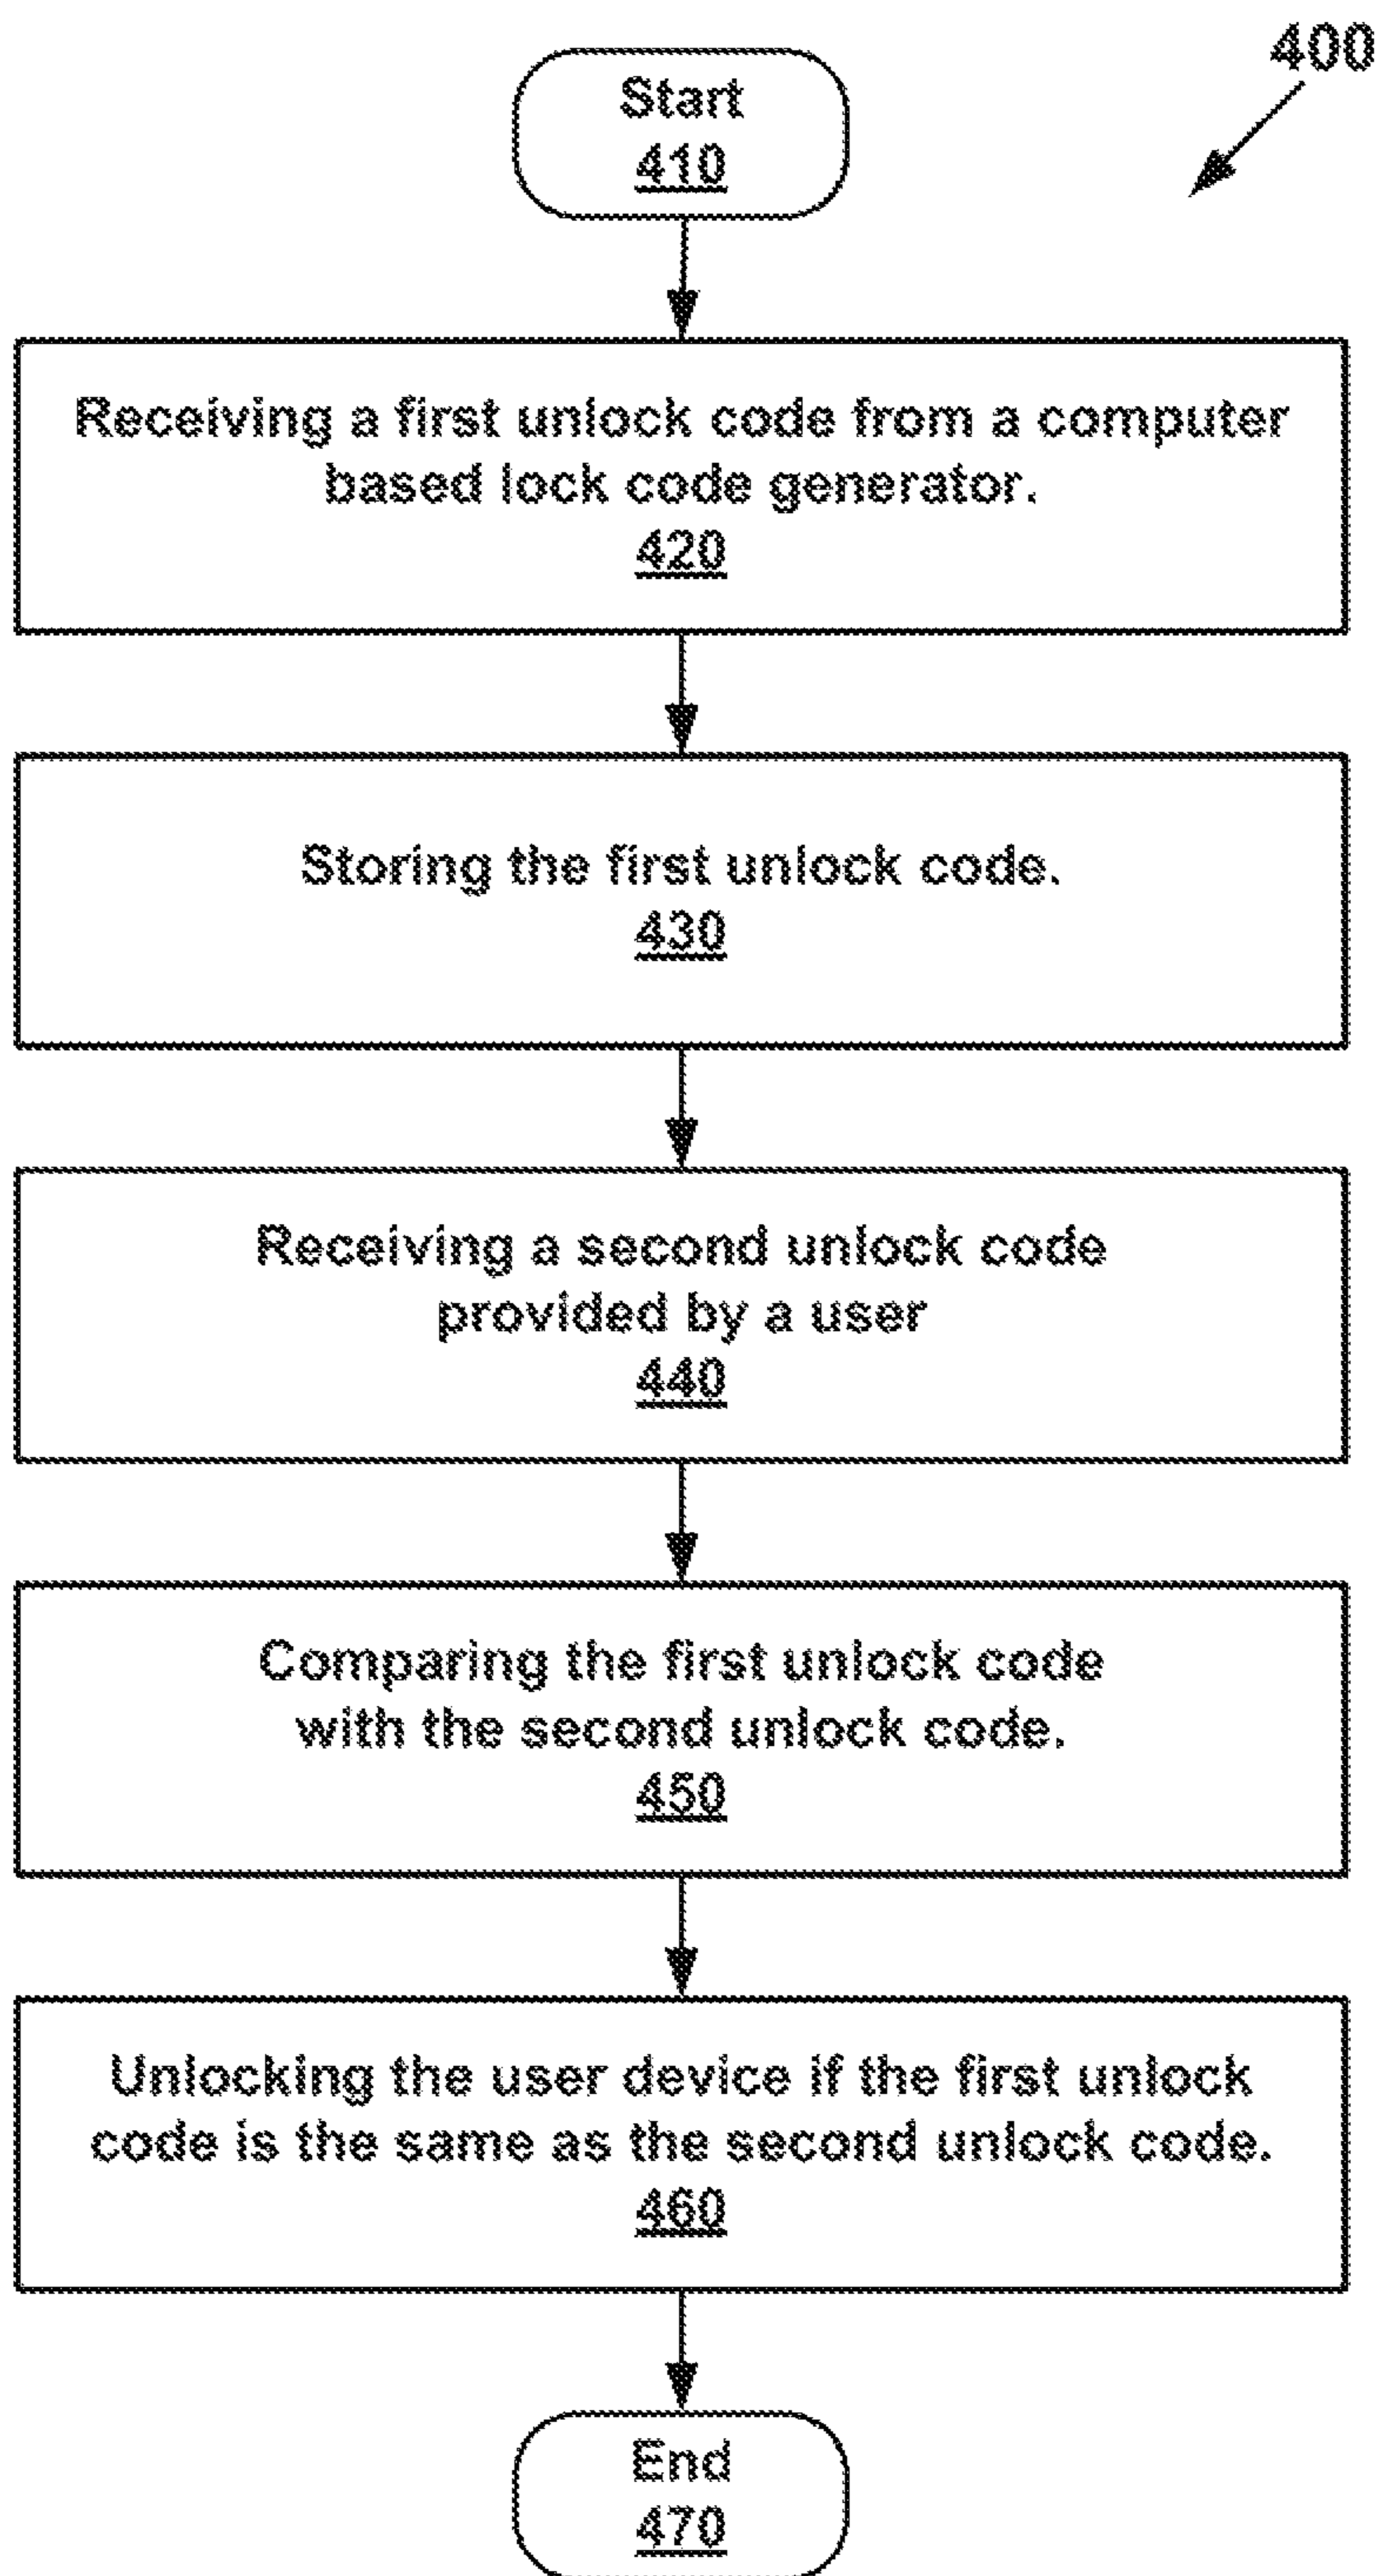 400
Start
410
Receiving a first unlock code from a computer
based lock code generator.
420
Storing the first unlock code.
430
Receiving a second unlock code
provided by a user
440
Comparing the first unlock code
with the second unlock code.
450
Unlocking the user device if the first unlock
code is the same as the second unlock code.
460
End
470